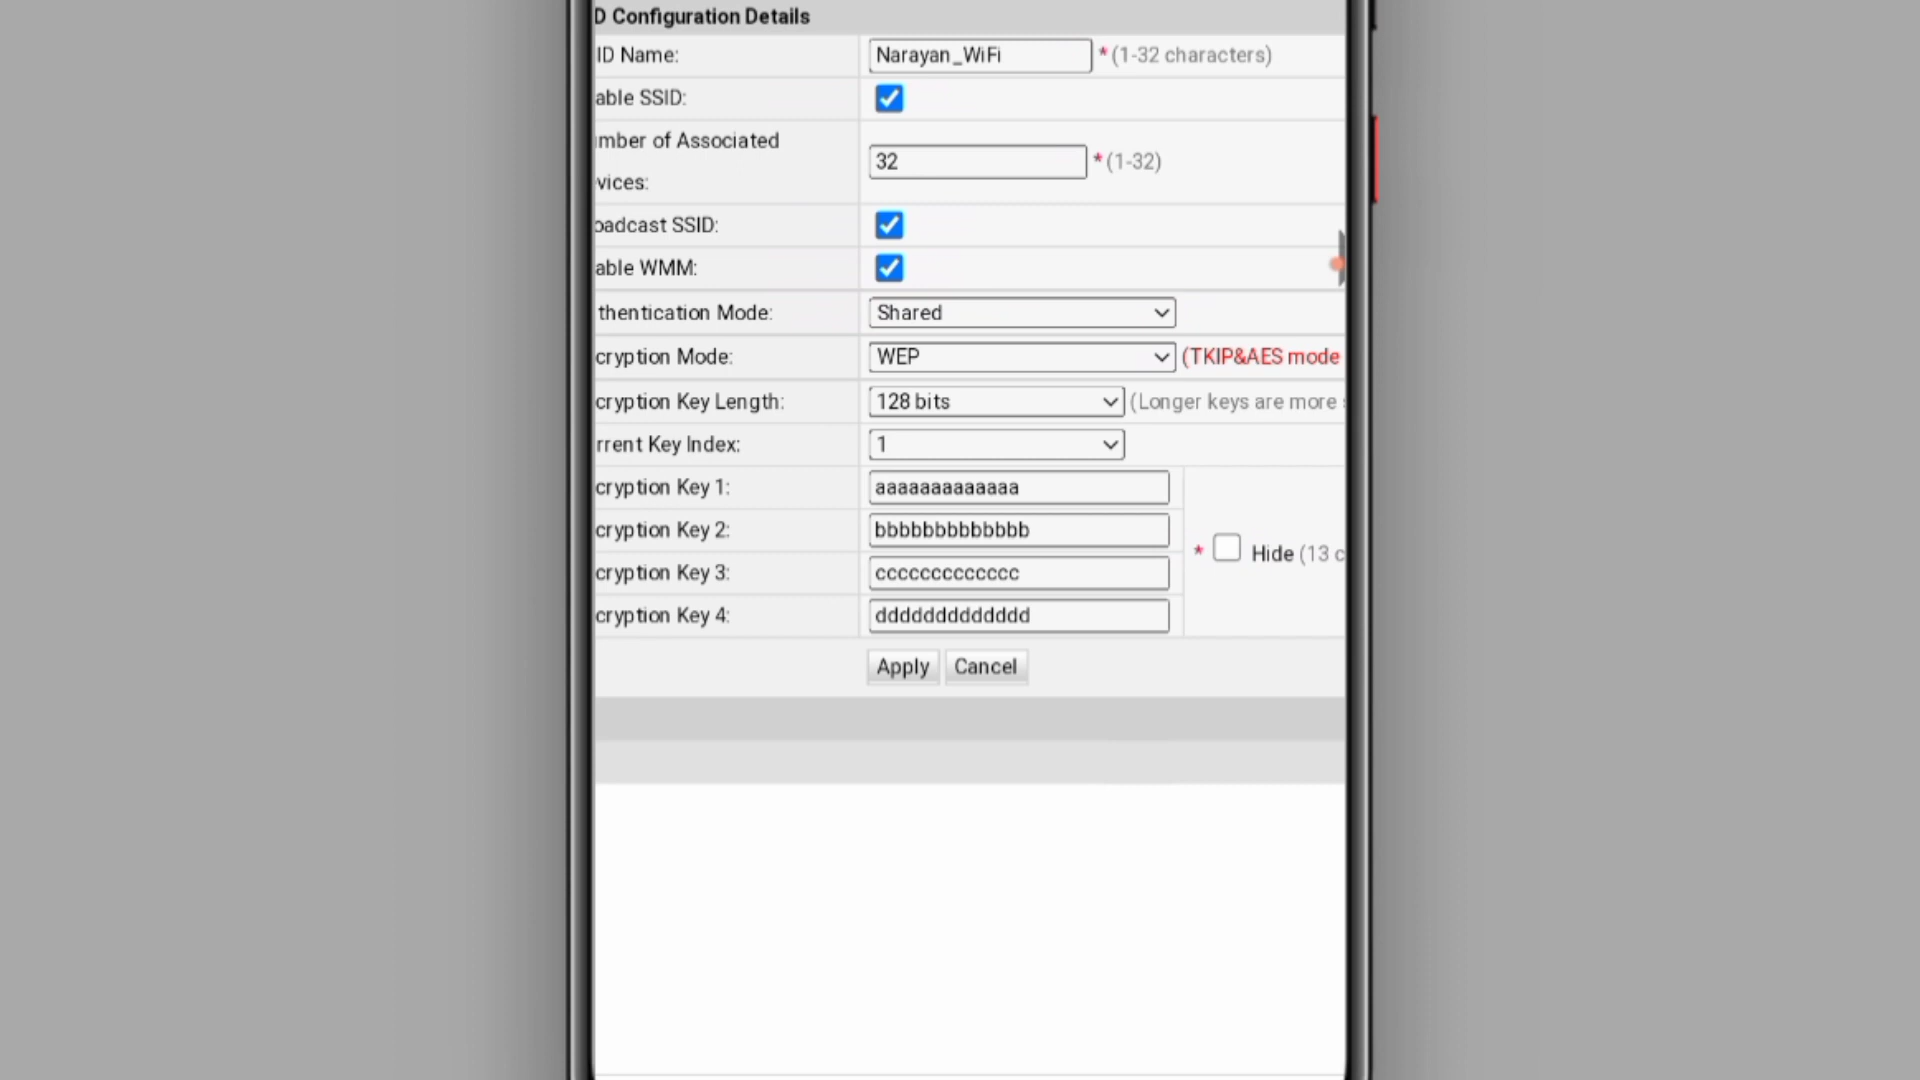 D Configuration Details
ID Name: Narayan_WiFi *(1-32 characters)
able SSID:
mber of Associated
vices: 32 *(1-32)
oadcast SSID:
able WMM:
thentication Mode: Shared
cryption Mode: WEP (TKIP&AES mode
cryption Key Length: 128 bits (Longer keys are more
rrent Key Index: 1
cryption Key 1: aaaaaaaaaaaaa
cryption Key 2: bbbbbbbbbbbbb
cryption Key 3: ccccccccccccc
cryption Key 4: ddddddddddddd
* Hide (13 c
Apply Cancel